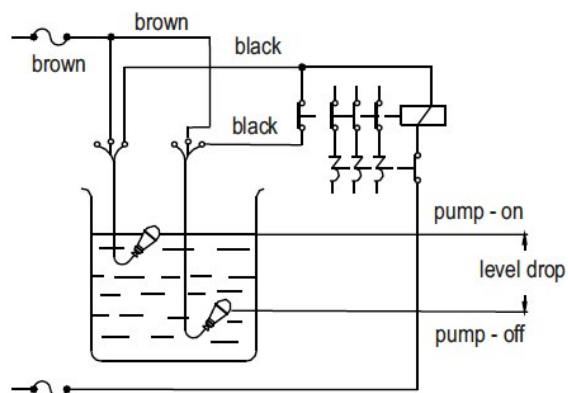 brown
brown
black
black
pump - on
level drop
pump - off